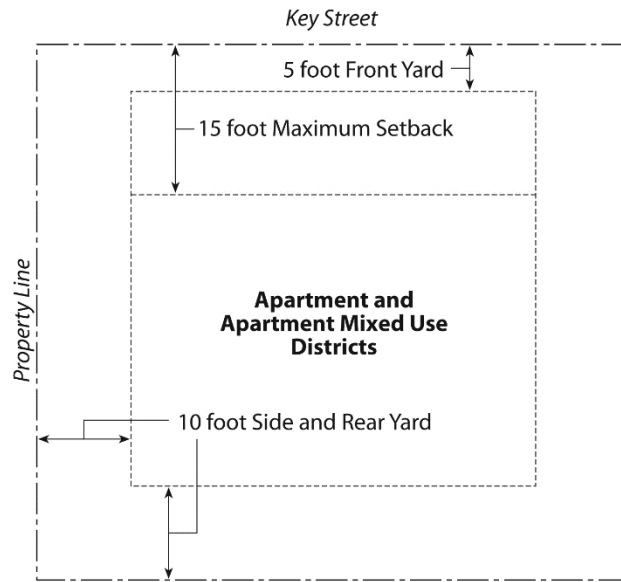 Key Street
5 foot Front Yard
15 foot Maximum Setback
Property Line
Apartment and
Apartment Mixed Use
Districts
10 foot Side and Rear Yard